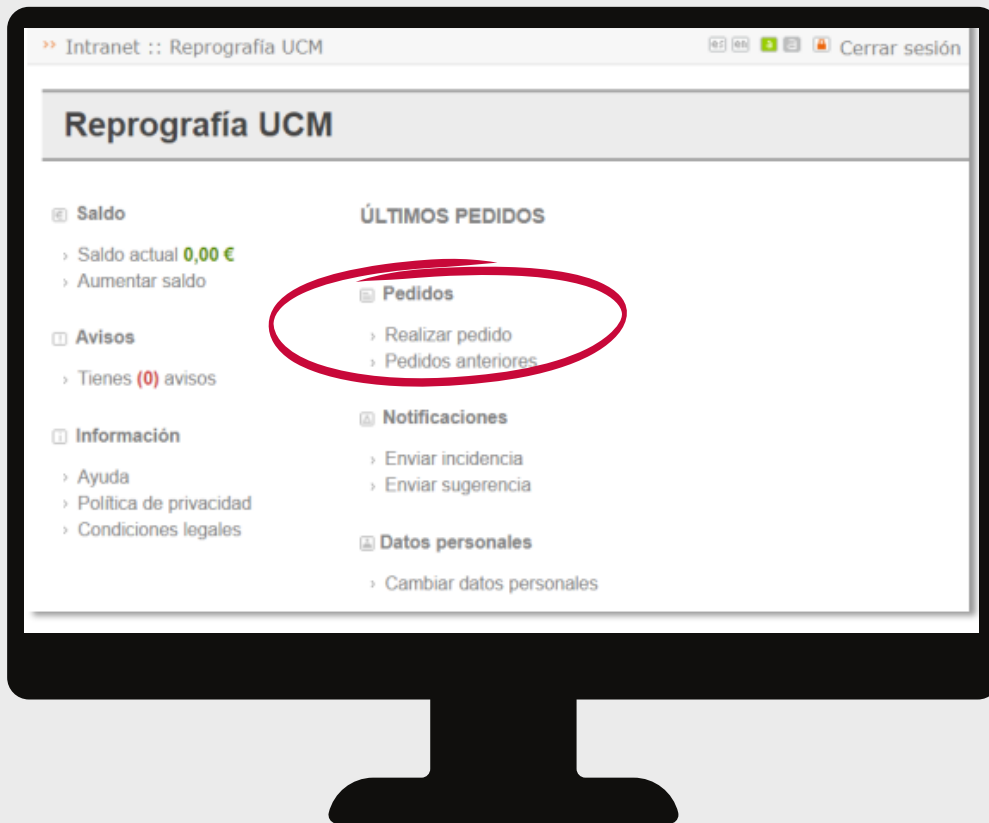 Intranet :: Reprografía UCM
es en a a Cerrar sesión
Reprografía UCM
Saldo
Saldo actual 0,00 €
Aumentar saldo
Avisos
Tienes (0) avisos
Información
Ayuda
Política de privacidad
Condiciones legales
ÚLTIMOS PEDIDOS
Pedidos
Realizar pedido
Pedidos anteriores
Notificaciones
Enviar incidencia
Enviar sugerencia
Datos personales
Cambiar datos personales